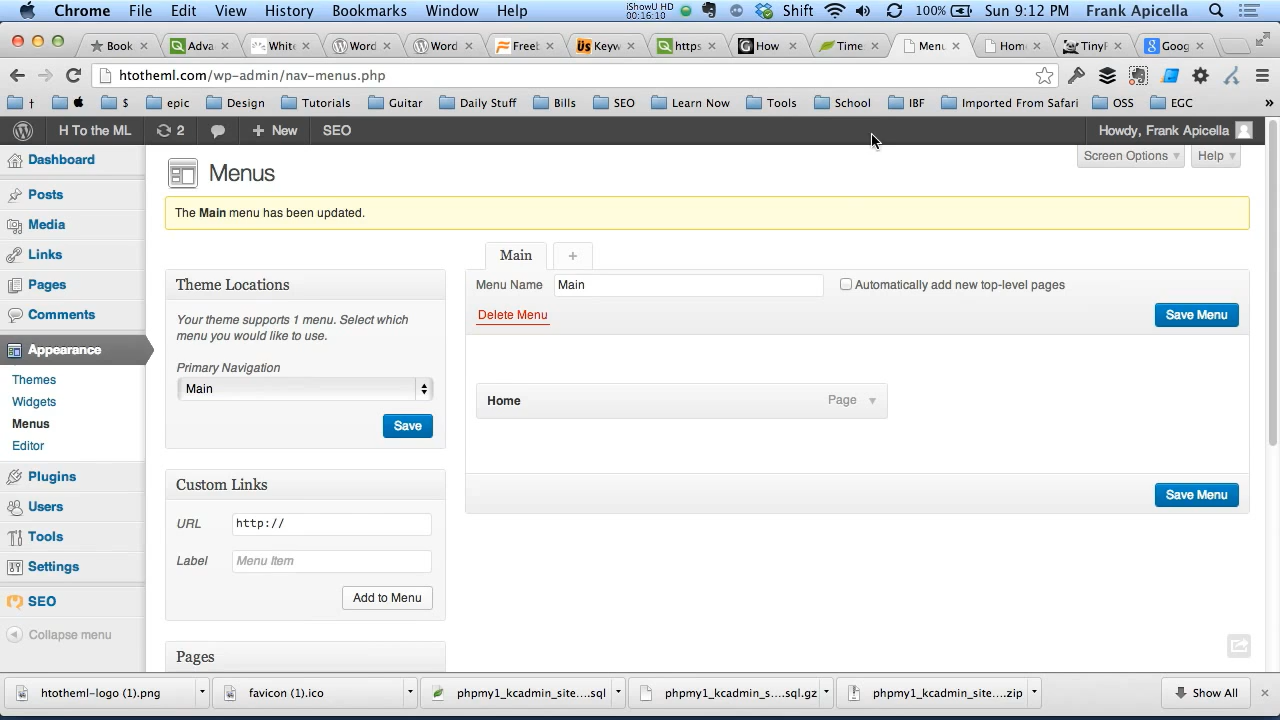 Chrome File Edit View History Bookmarks Window Help iShowU HD 00:16:10 Shift 100% Sun 9:12 PM Frank Apicella
Book Adva White Word Word Freel Keyw https How Time Menu Hom TinyP Goog
htotheml.com/wp-admin/nav-menus.php
† $ epic Design Tutorials Guitar Daily Stuff Bills SEO Learn Now Tools School IBF Imported From Safari OSS EGC »
H To the ML 2 + New SEO Howdy, Frank Apicella
Screen Options Help
Menus
The Main menu has been updated.
Dashboard
Posts
Media
Links
Pages
Comments
Appearance
Themes
Widgets
Menus
Editor
Plugins
Users
Tools
Settings
SEO
Collapse menu
Theme Locations
Your theme supports 1 menu. Select which
menu you would like to use.
Primary Navigation
Main
Save
Custom Links
URL http://
Label Menu Item
Add to Menu
Pages
Main +
Menu Name Main Automatically add new top-level pages
Delete Menu Save Menu
Home Page
Save Menu
htotheml-logo (1).png favicon (1).ico phpmy1_kcadmin_site....sql phpmy1_kcadmin_s....sql.gz phpmy1_kcadmin_site....zip Show All